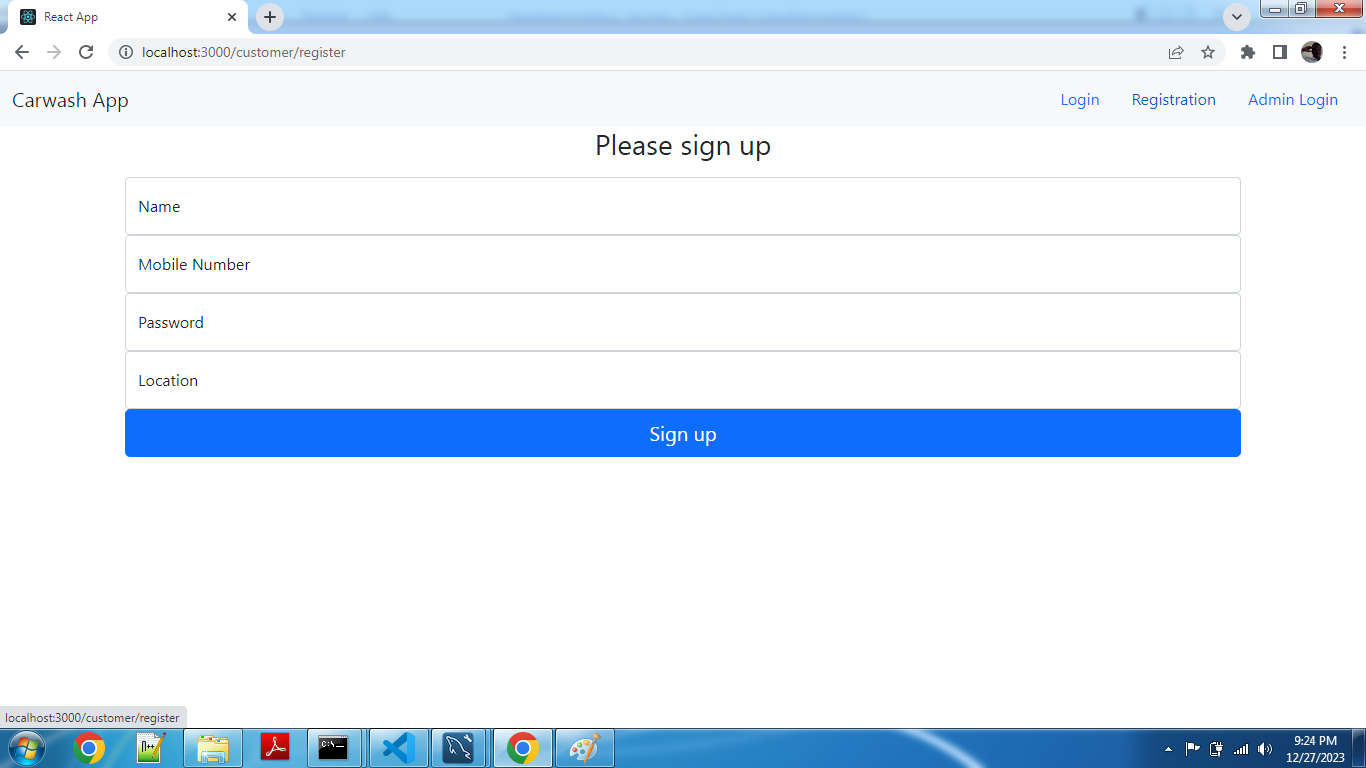 React App
localhost:3000/customer/register
Carwash App
Login
Registration
Admin Login
Please sign up
Name
Mobile Number
Password
Location
Sign up
localhost:3000/customer/register
C:\
9:24 PM
12/27/2023